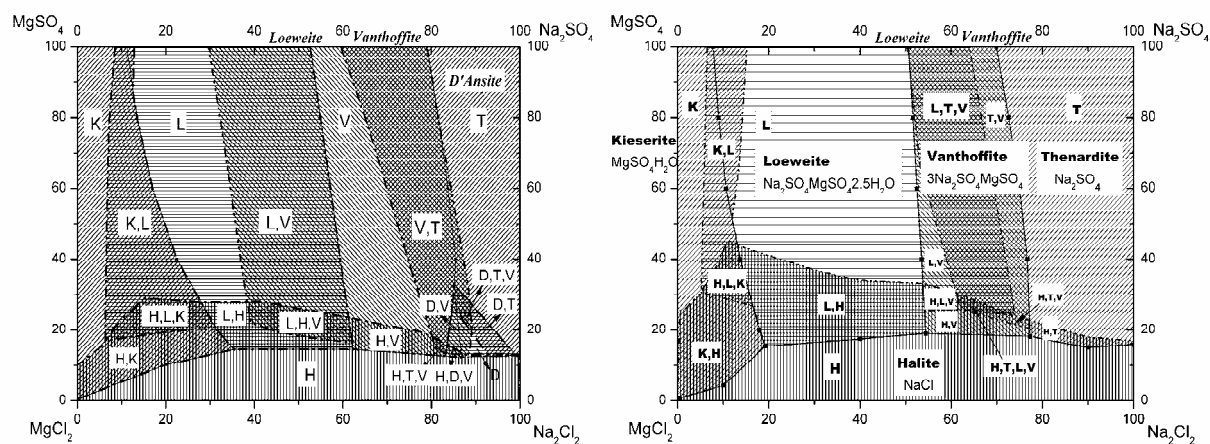 MgSO4 0 20 40 60 80 100 Na2SO4
Loeweite Vanthoffite
100 100
D'Ansite
80 K L V T 80
60 60
K,L L,V V,T
40 40
D,T,V
H,L,K L,H L,H,V D,V D,T
20 H,V 20
H,K
H H,T,V H,D,V D
0 0
0 20 40 60 80 100
MgCl2 Na2Cl2
MgSO4 0 20 40 60 80 100 Na2SO4
Loeweite Vanthoffite
100 100
K L,T,V T,V T
80 L 80
Kieserite
MgSO4H2O K,L
Loeweite Vanthoffite Thenardite
60 Na2SO4MgSO42.5H2O 3Na2SO4MgSO4 Na2SO4 60
40 L,V 40
H,L,K
L,H H,L,V H,T,V
20 H,V H,T 20
K,H
H Halite H,T,L,V
NaCl
0 0
0 20 40 60 80 100
MgCl2 Na2Cl2